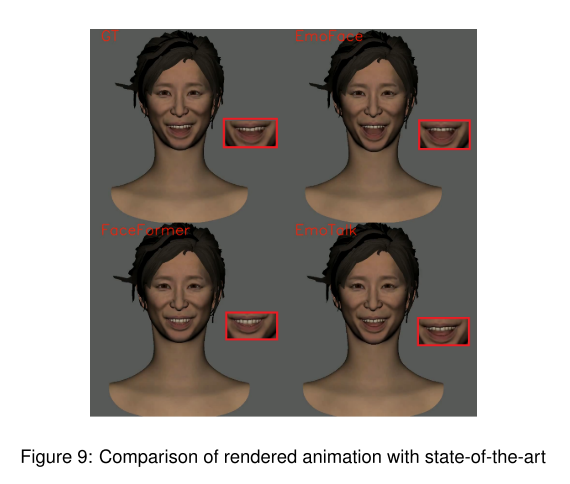 GT
EmoFace
FaceFormer
EmoTalk
Figure 9: Comparison of rendered animation with state-of-the-art